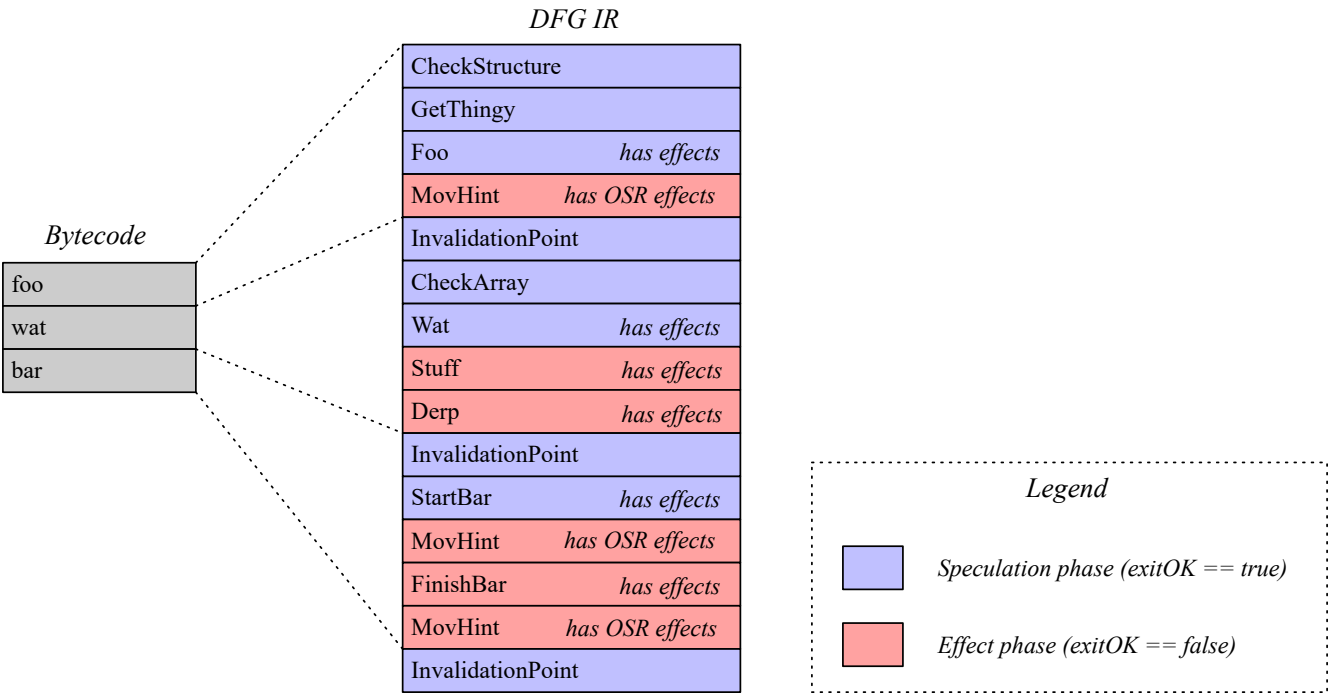 DFG IR
CheckStructure
GetThingy
Foo has effects
MovHint has OSR effects
InvalidationPoint
CheckArray
Wat has effects
Stuff has effects
Derp has effects
InvalidationPoint
StartBar has effects
MovHint has OSR effects
FinishBar has effects
MovHint has OSR effects
InvalidationPoint
Bytecode
foo
wat
bar
Legend
Speculation phase (exitOK == true)
Effect phase (exitOK == false)